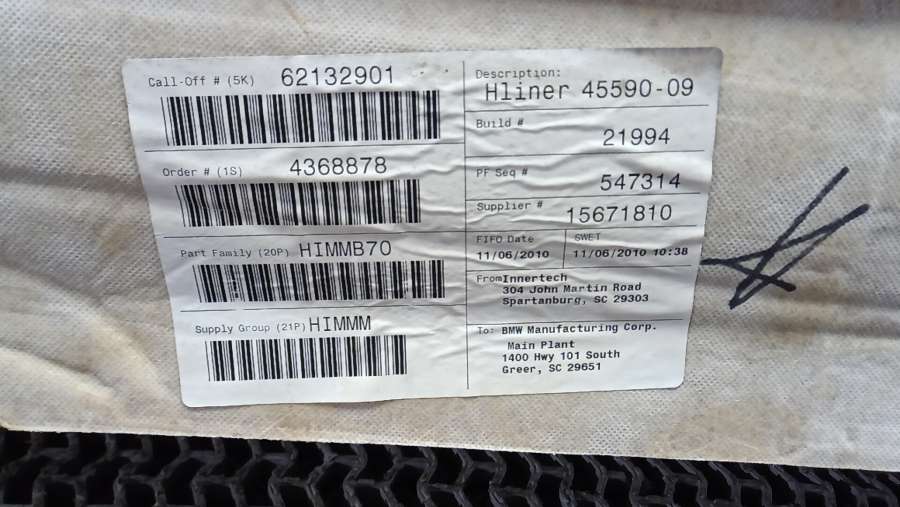 Call-Off # (5K) 62132901
Order # (1S) 4368878
Part Family (20P) HIMMB70
Supply Group (21P) HIMMM
Description:
Hliner 45590-09
Build #
21994
PF Seq #
547314
Supplier #
15671810
FIFO Date
11/06/2010
SWET
11/06/2010 10:38
From Innertech
304 John Martin Road
Spartanburg, SC 29303
To: BMW Manufacturing Corp.
Main Plant
1400 Hwy 101 South
Greer, SC 29651